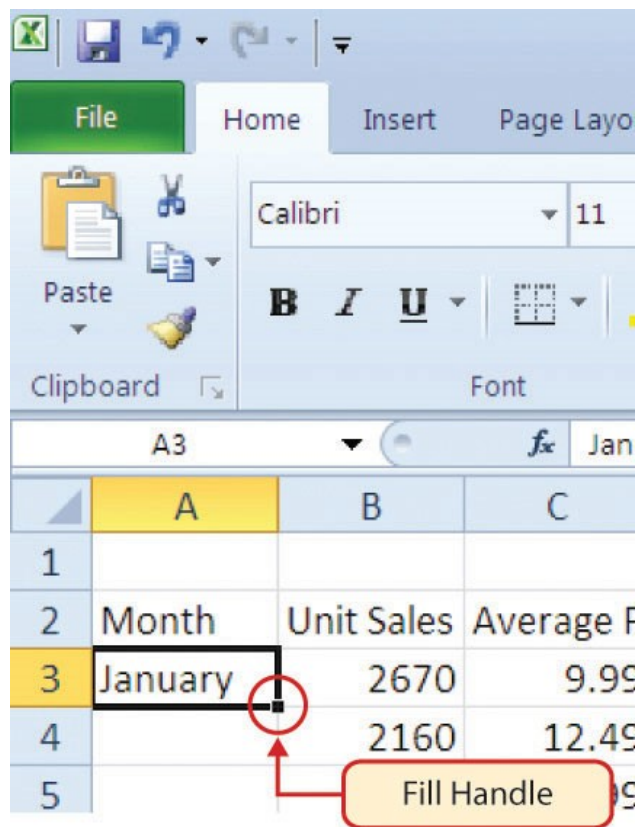 File Home Insert Page Layo
Calibri 11
Paste
B I U
Clipboard Font
A3 fx Jan
A B C
1
2 Month Unit Sales Average P
3 January 2670 9.99
4 2160 12.49
5 Fill Handle 99